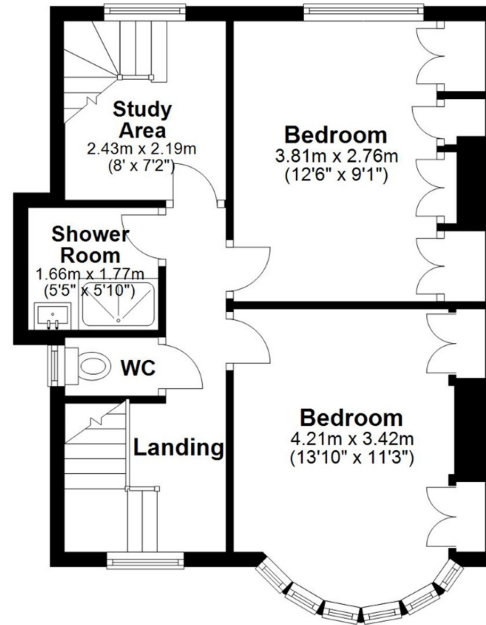 Study
Area
2.43m x 2.19m
(8' x 7'2")
Bedroom
3.81m x 2.76m
(12'6" x 9'1")
Shower
Room
1.66m x 1.77m
(5'5" x 5'10")
WC
Landing
Bedroom
4.21m x 3.42m
(13'10" x 11'3")